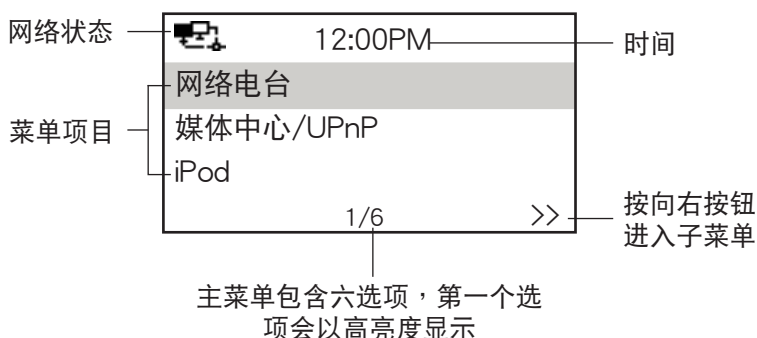 网络状态
12:00PM
时间
网络电台
菜单项目
媒体中心/UPnP
iPod
1/6
>>
按向右按钮
进入子菜单
主菜单包含六选项，第一个选
项会以高亮度显示